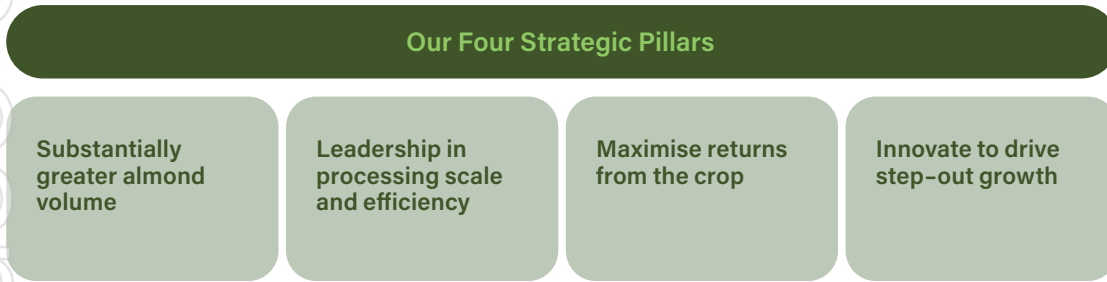 Our Four Strategic Pillars
Substantially
greater almond
volume
Leadership in
processing scale
and efficiency
Maximise returns
from the crop
Innovate to drive
step-out growth